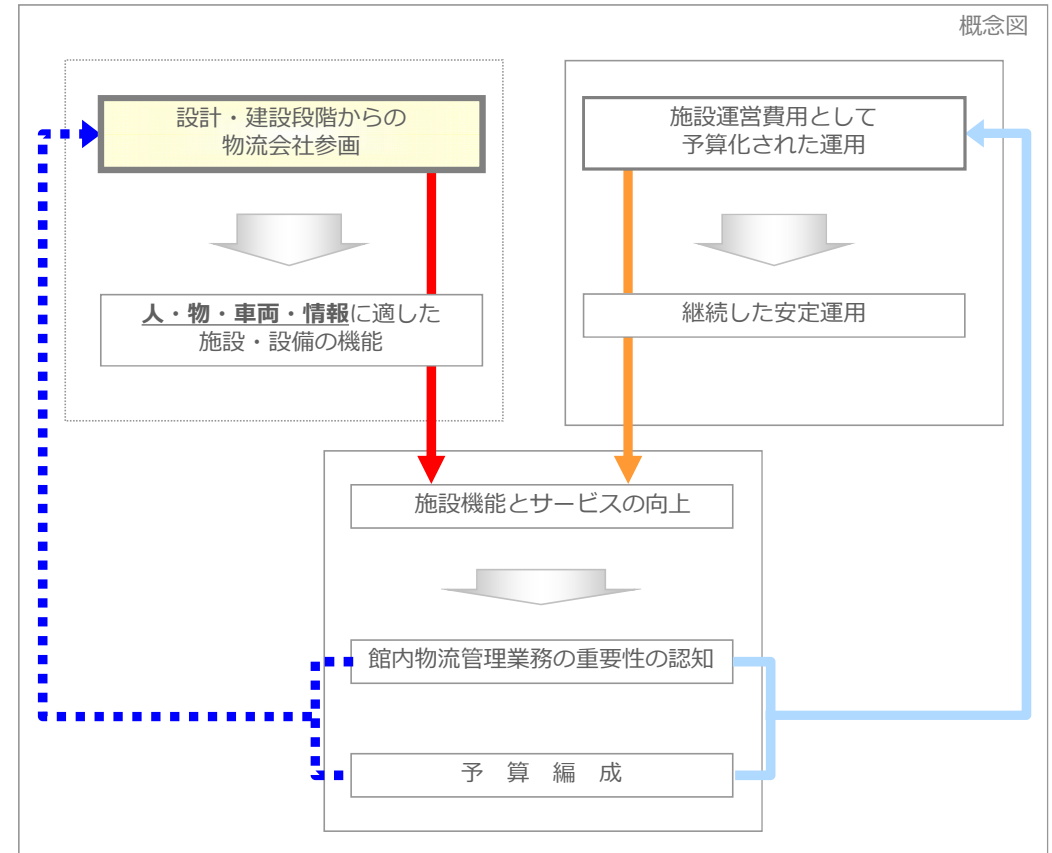 概念図
設計・建設段階からの
物流会社参画
人・物・車両・情報に適した
施設・設備の機能
施設運営費用として
予算化された運用
継続した安定運用
施設機能とサービスの向上
館内物流管理業務の重要性の認知
予　算　編　成